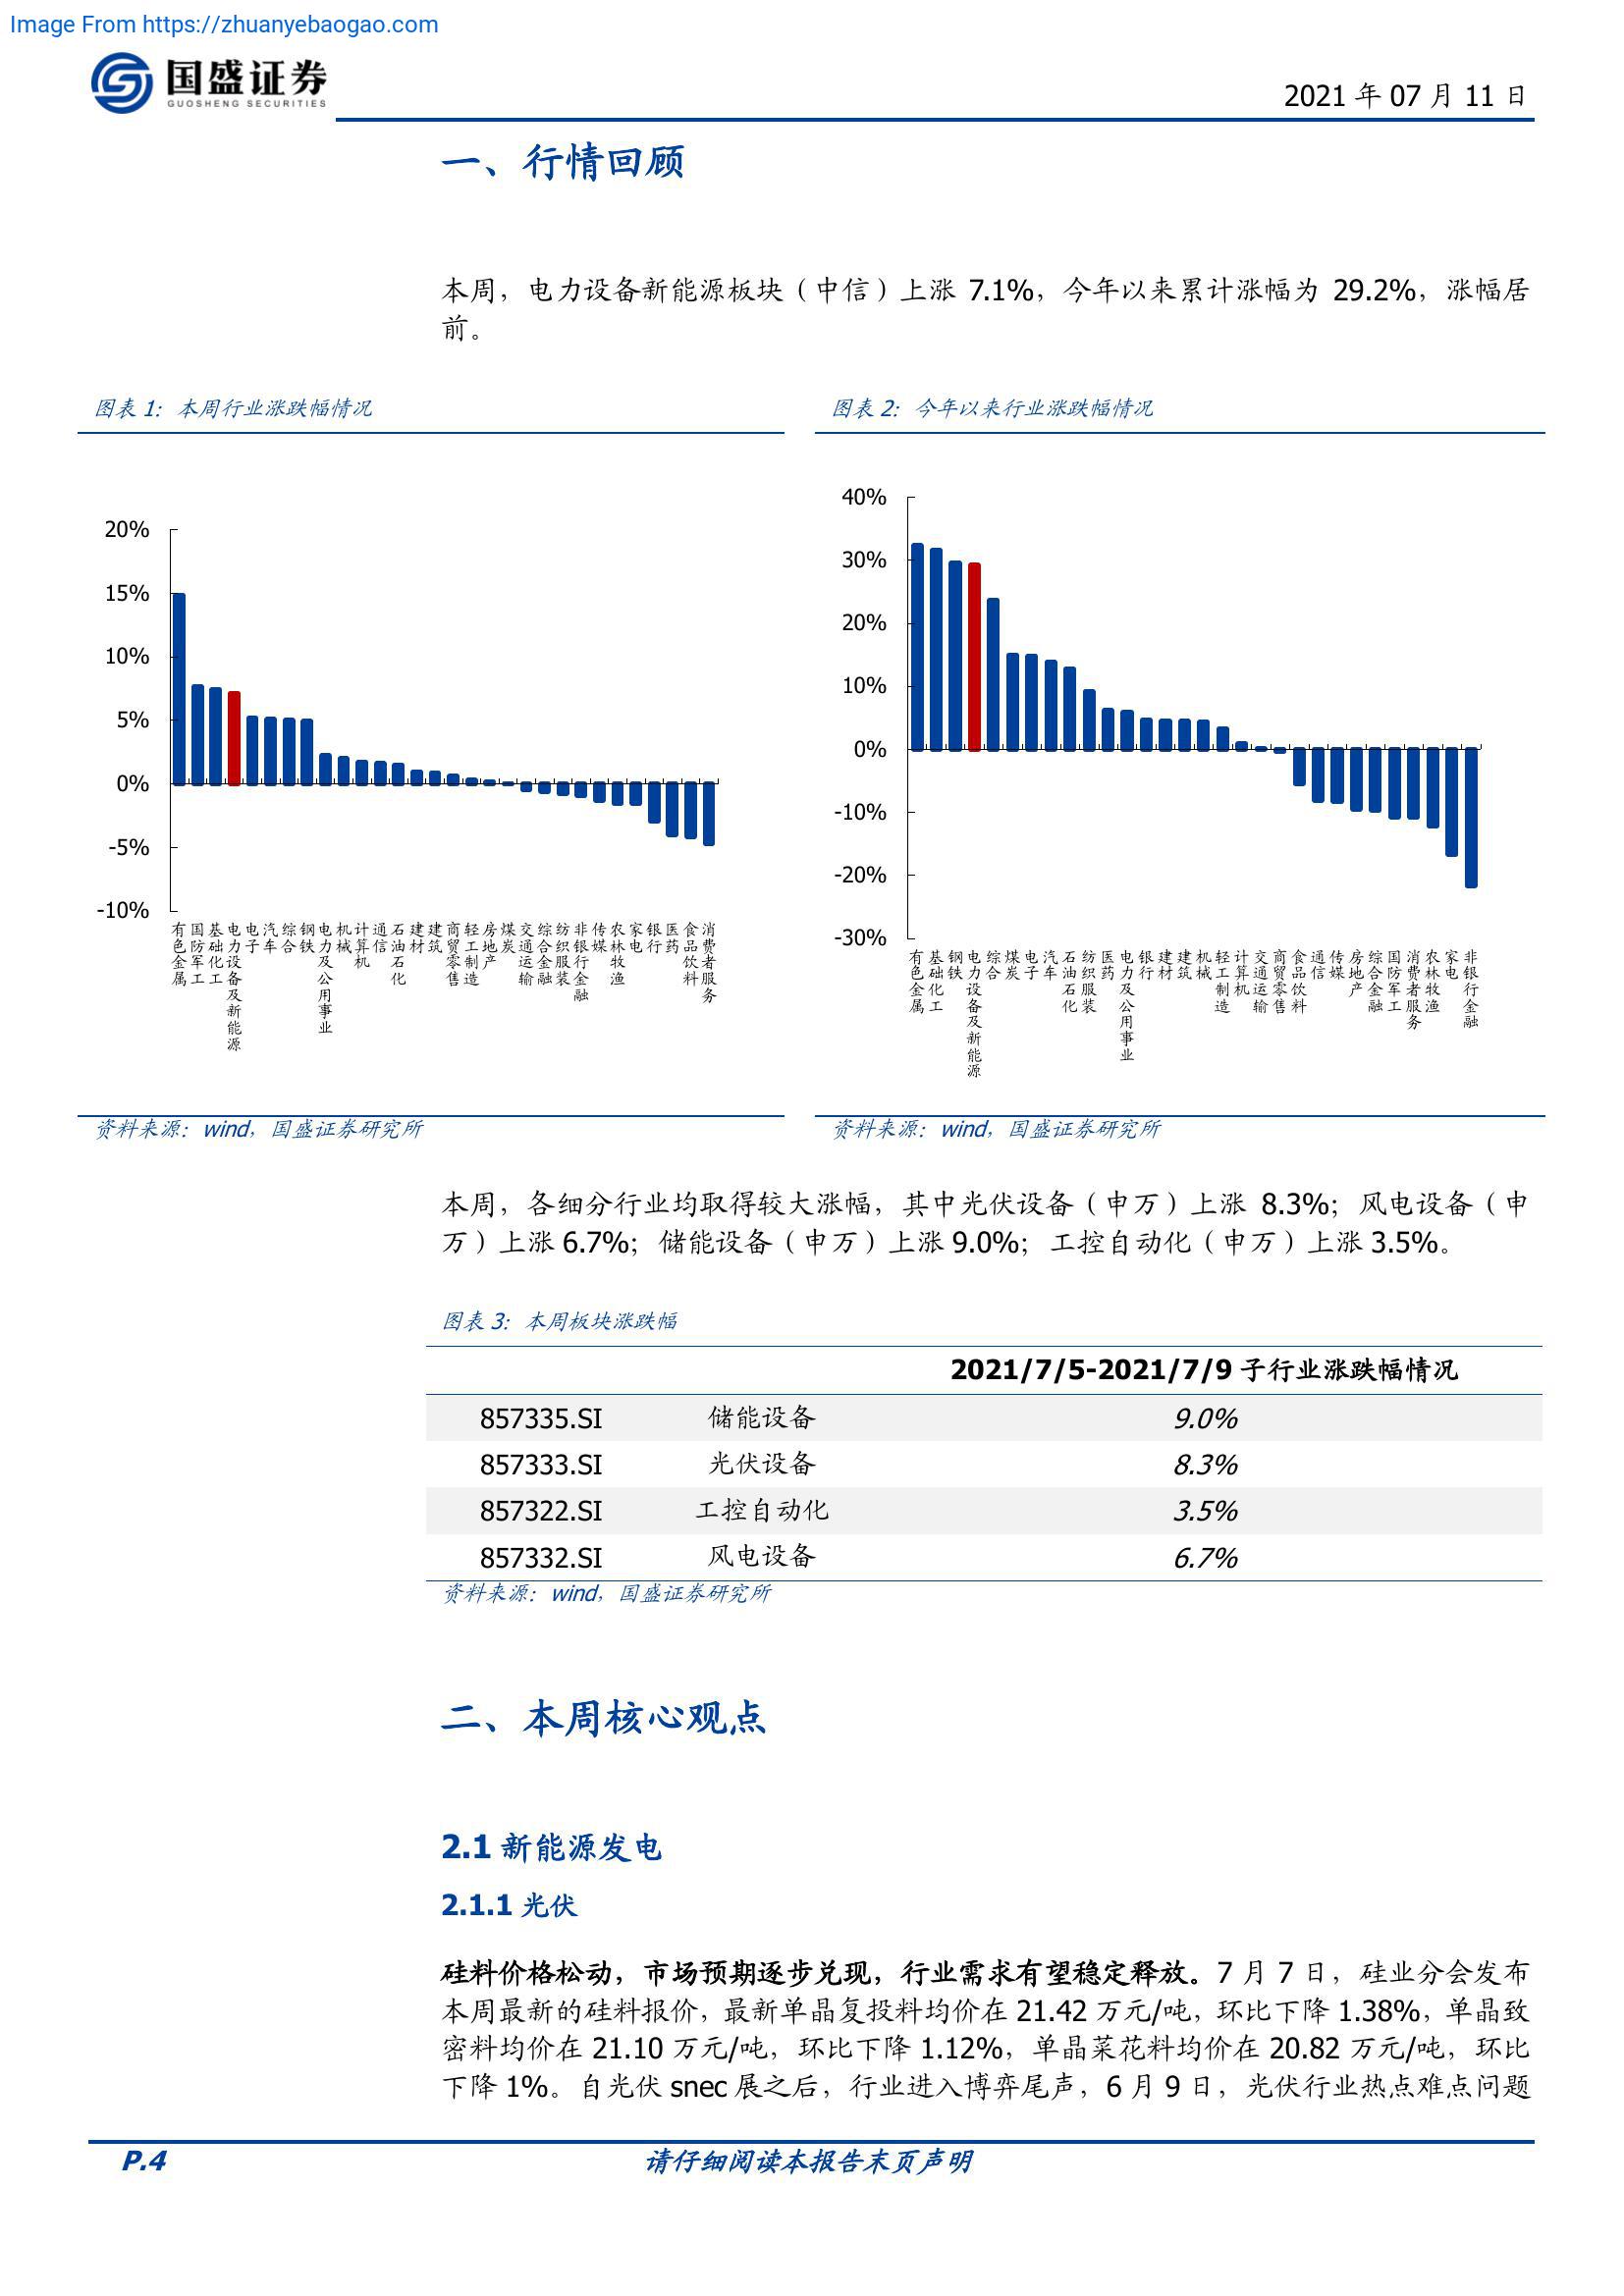 Image From https://zhuanyebaogao.com
国盛证券
GUOSHENG SECURITIES
2021 年 07 月 11 日
一、行情回顾
本周，电力设备新能源板块（中信）上涨 7.1%，今年以来累计涨幅为 29.2%，涨幅居
前。
图表 1：本周行业涨跌幅情况
20%
15%
10%
5%
0%
-5%
-10%
有色金属
国防军工
基础化工
电力设备及新能源
电子
汽车
综合
钢铁
电力及公用事业
机械
计算机
通信
石油石化
建材
建筑
商贸零售
轻工制造
房地产
煤炭
交通运输
综合金融
纺织服装
非银行金融
传媒
农林牧渔
家电
银行
医药
食品饮料
消费者服务
资料来源：wind，国盛证券研究所
图表 2：今年以来行业涨跌幅情况
40%
30%
20%
10%
0%
-10%
-20%
-30%
有色金属
基础化工
钢铁
电力设备及新能源
综合
煤炭
电子
汽车
石油石化
纺织服装
医药
电力及公用事业
银行
建材
建筑
机械
轻工制造
计算机
交通运输
商贸零售
食品饮料
通信
传媒
房地产
综合金融
国防军工
消费者服务
农林牧渔
家电
非银行金融
资料来源：wind，国盛证券研究所
本周，各细分行业均取得较大涨幅，其中光伏设备（申万）上涨 8.3%；风电设备（申
万）上涨 6.7%；储能设备（申万）上涨 9.0%；工控自动化（申万）上涨 3.5%。
图表 3：本周板块涨跌幅
2021/7/5-2021/7/9 子行业涨跌幅情况
857335.SI 储能设备 9.0%
857333.SI 光伏设备 8.3%
857322.SI 工控自动化 3.5%
857332.SI 风电设备 6.7%
资料来源：wind，国盛证券研究所
二、本周核心观点
2.1 新能源发电
2.1.1 光伏
硅料价格松动，市场预期逐步兑现，行业需求有望稳定释放。7 月 7 日，硅业分会发布
本周最新的硅料报价，最新单晶复投料均价在 21.42 万元/吨，环比下降 1.38%，单晶致
密料均价在 21.10 万元/吨，环比下降 1.12%，单晶菜花料均价在 20.82 万元/吨，环比
下降 1%。自光伏 snec 展之后，行业进入博弈尾声，6 月 9 日，光伏行业热点难点问题
P.4
请仔细阅读本报告末页声明